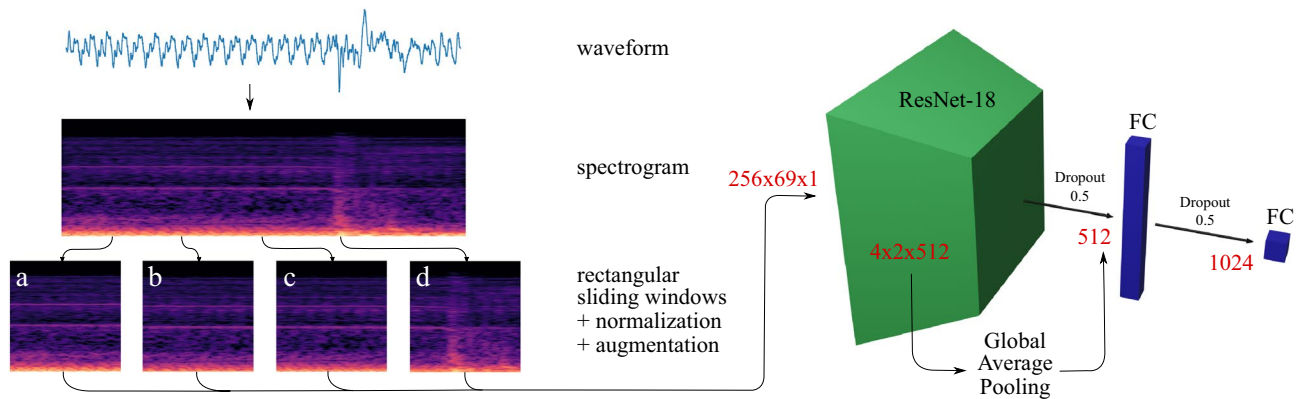 waveform
spectrogram
a
b
c
d
rectangular
sliding windows
+ normalization
+ augmentation
256x69x1
ResNet-18
4x2x512
Global
Average
Pooling
Dropout
0.5
512
FC
Dropout
0.5
1024
FC